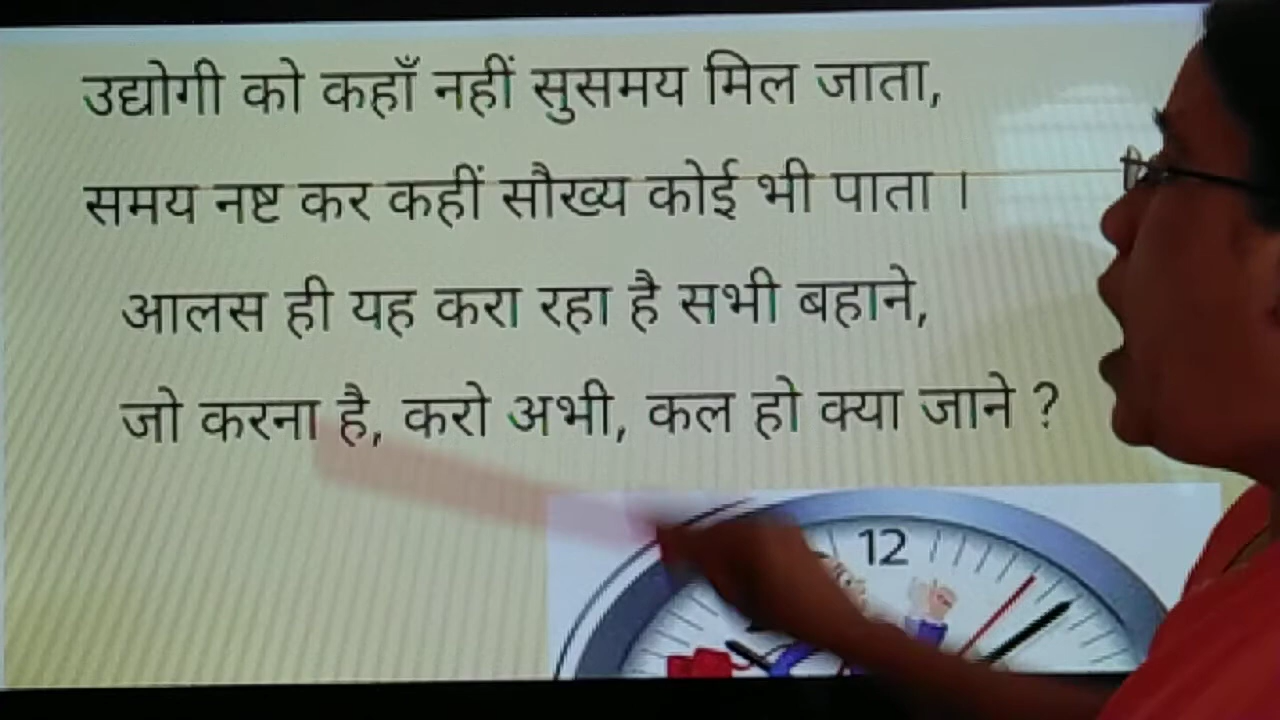 उद्योगी को कहाँ नहीं सुसमय मिल जाता,
समय नष्ट कर कहीं सौख्य कोई भी पाता ।
आलस ही यह करा रहा है सभी बहाने,
जो करना है, करो अभी, कल हो क्या जाने ?
12